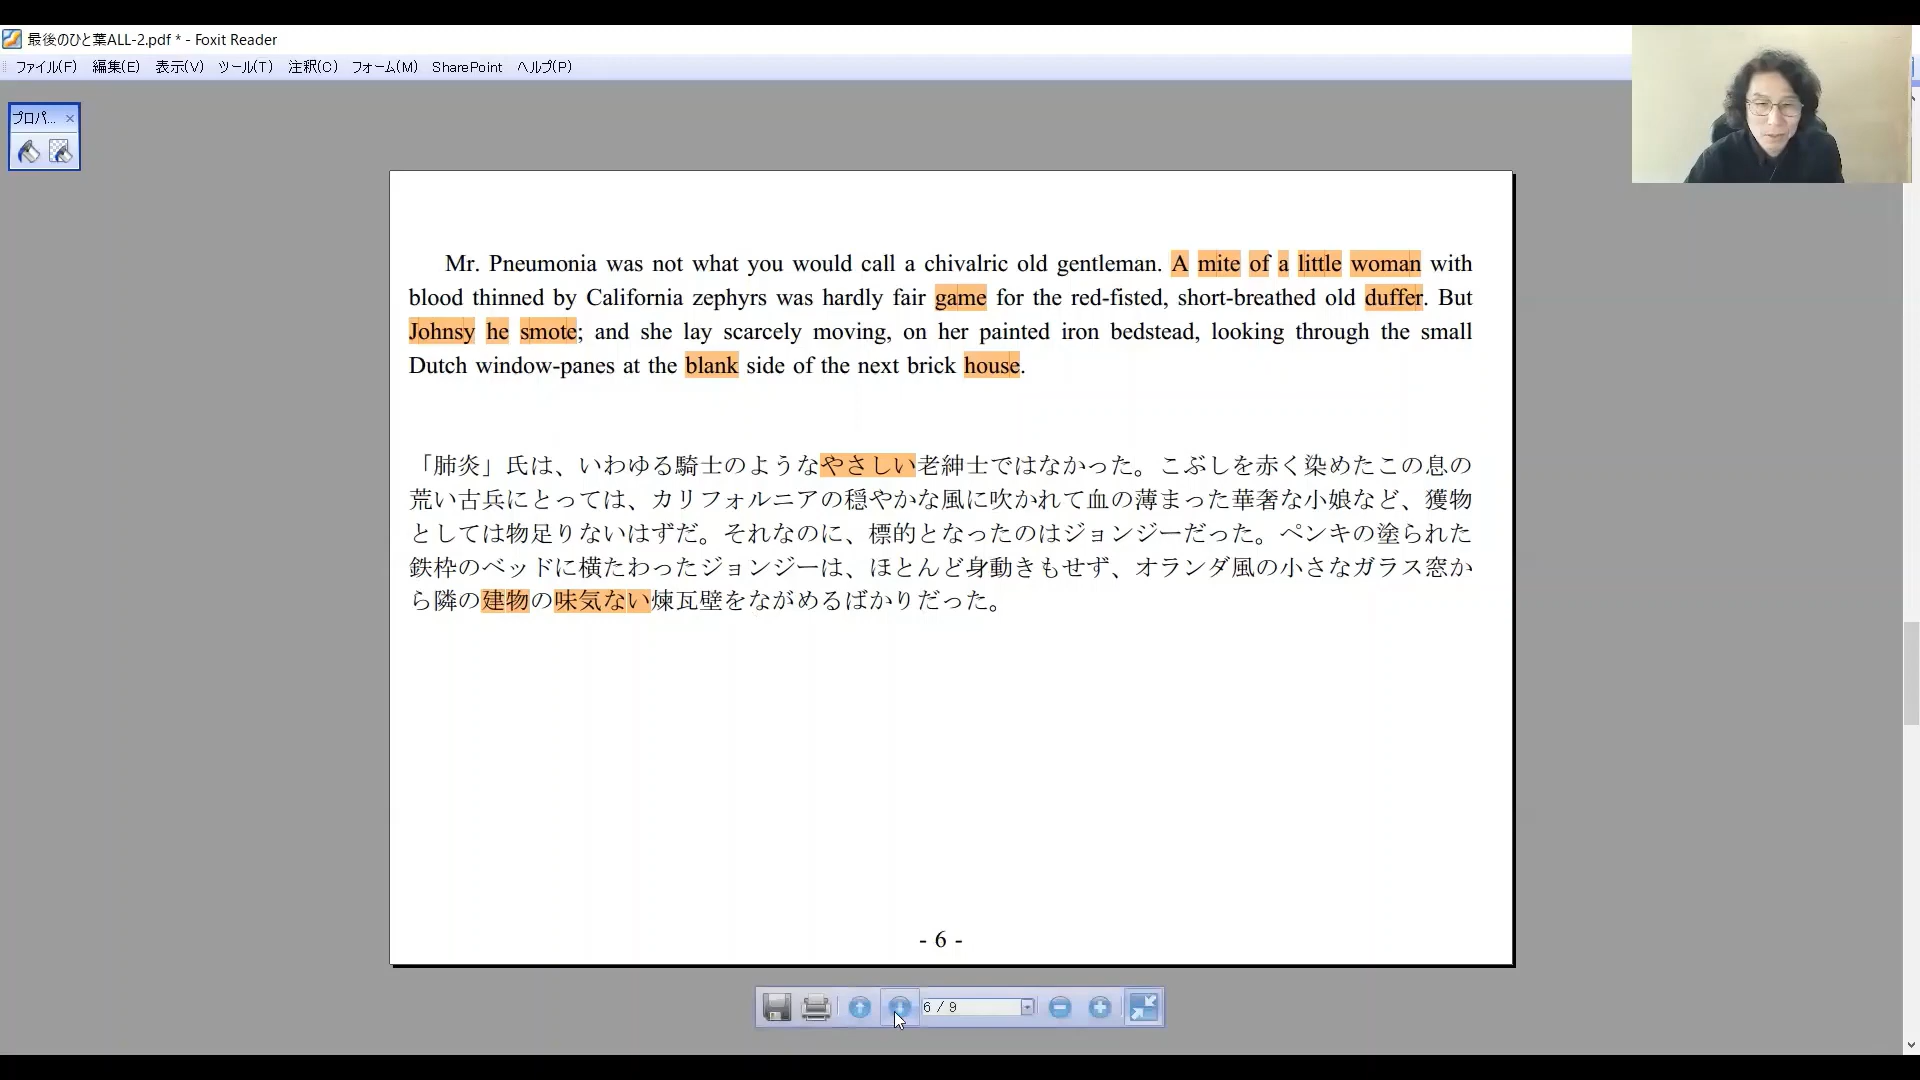 最後のひと葉ALL-2.pdf * - Foxit Reader
ファイル(F) 編集(E) 表示(V) ツール(T) 注釈(C) フォーム(M) SharePoint ヘルプ(P)
プロパ... ×
Mr. Pneumonia was not what you would call a chivalric old gentleman. A mite of a little woman with
blood thinned by California zephyrs was hardly fair game for the red-fisted, short-breathed old duffer. But
Johnsy he smote; and she lay scarcely moving, on her painted iron bedstead, looking through the small
Dutch window-panes at the blank side of the next brick house.
「肺炎」氏は、いわゆる騎士のようなやさしい老紳士ではなかった。こぶしを赤く染めたこの息の
荒い古兵にとっては、カリフォルニアの穏やかな風に吹かれて血の薄まった華奢な小娘など、獲物
としては物足りないはずだ。それなのに、標的となったのはジョンジーだった。ペンキの塗られた
鉄枠のベッドに横たわったジョンジーは、ほとんど身動きもせず、オランダ風の小さなガラス窓か
ら隣の建物の味気ない煉瓦壁をながめるばかりだった。
- 6 -
6 / 9